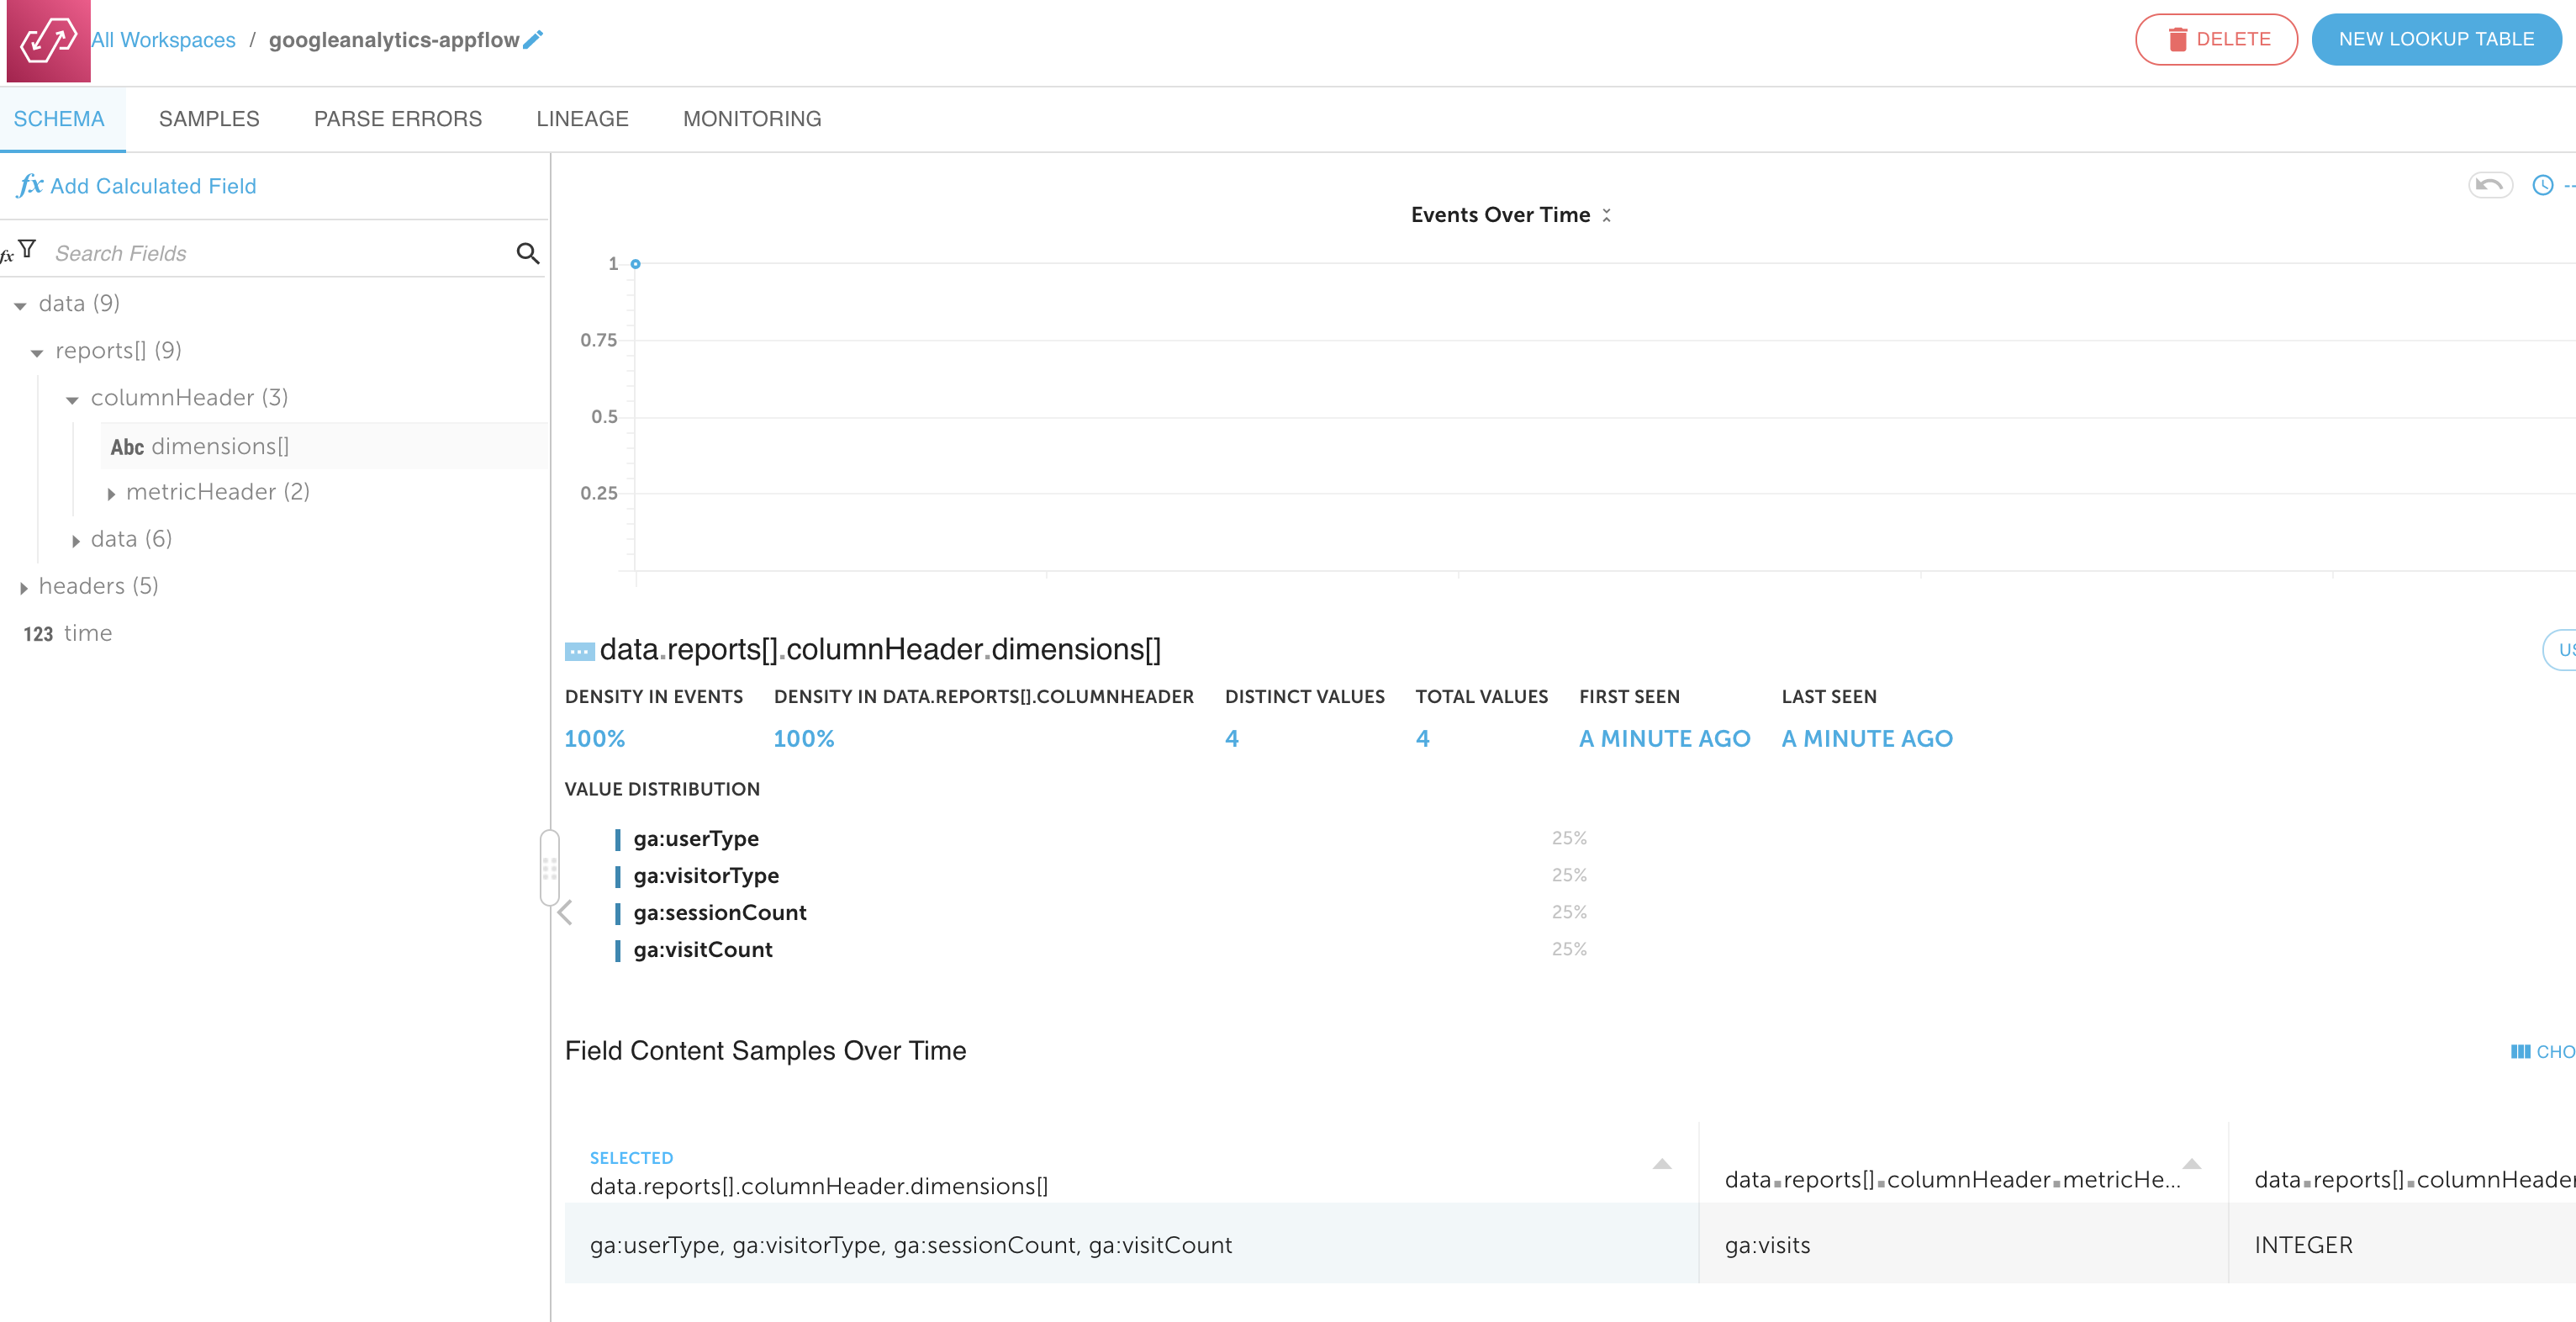 All Workspaces / googleanalytics-appflow
DELETE
NEW LOOKUP TABLE
SCHEMA
SAMPLES
PARSE ERRORS
LINEAGE
MONITORING
fx Add Calculated Field
fx Search Fields
data (9)
reports[] (9)
columnHeader (3)
Abc dimensions[]
metricHeader (2)
data (6)
headers (5)
123 time
Events Over Time
1
0.75
0.5
0.25
data.reports[].columnHeader.dimensions[]
US
DENSITY IN EVENTS
DENSITY IN DATA.REPORTS[].COLUMNHEADER
DISTINCT VALUES
TOTAL VALUES
FIRST SEEN
LAST SEEN
100%
100%
4
4
A MINUTE AGO
A MINUTE AGO
VALUE DISTRIBUTION
ga:userType 25%
ga:visitorType 25%
ga:sessionCount 25%
ga:visitCount 25%
Field Content Samples Over Time
CHO
SELECTED
data.reports[].columnHeader.dimensions[]
data.reports[].columnHeader.metricHe...
data.reports[].columnHeader
ga:userType, ga:visitorType, ga:sessionCount, ga:visitCount
ga:visits
INTEGER